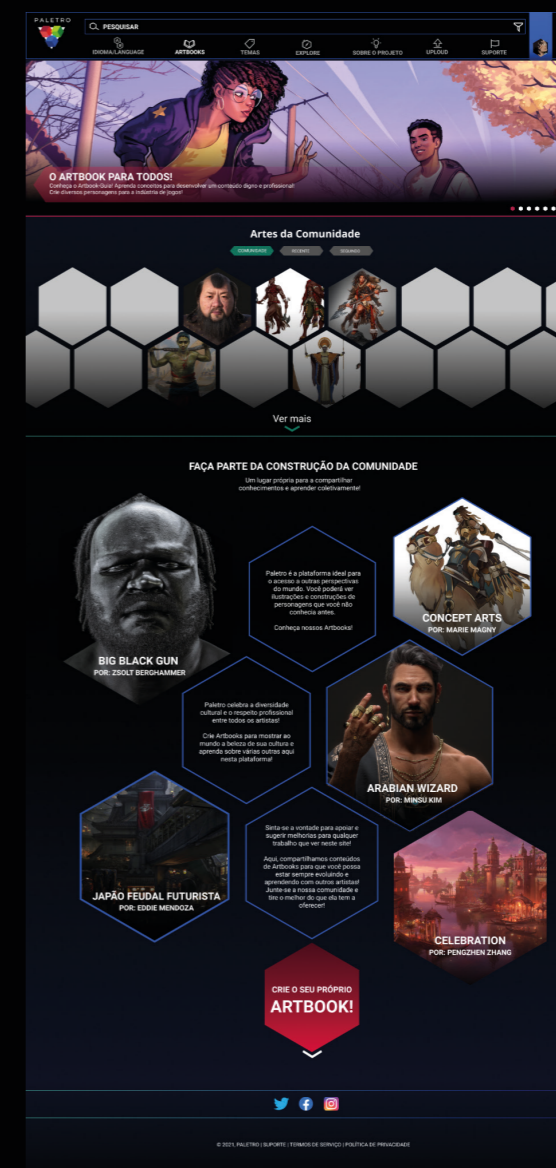 PALETRO
PESQUISAR
IDIOMA/LANGUAGE
ARTBOOKS
TEMAS
EXPLORE
SOBRE O PROJETO
UPLOUD
SUPORTE
O ARTBOOK PARA TODOS!
Conheça o Artbook-Guia! Aprenda conceitos para desenvolver um conteúdo digno e profissional!
Crie diversos personagens para a indústria de jogos!
Artes da Comunidade
COMUNIDADE
RECENTE
SEGUINDO
Ver mais
FAÇA PARTE DA CONSTRUÇÃO DA COMUNIDADE
Um lugar própria para a compartilhar
conhecimentos e aprender coletivamente!
BIG BLACK GUN
POR: ZSOLT BERGHAMMER
Paletro é a plataforma ideal para
o acesso a outras perspectivas
do mundo. Você poderá ver
ilustrações e construções de
personagens que você não
conhecia antes.
Conheça nossos Artbooks!
CONCEPT ARTS
POR: MARIE MAGNY
Paletro celebra a diversidade
cultural e o respeito profissional
entre todos os artistas!
Crie Artbooks para mostrar ao
mundo a beleza de sua cultura e
aprenda sobre várias outras aqui
nesta plataforma!
ARABIAN WIZARD
POR: MINSU KIM
JAPÃO FEUDAL FUTURISTA
POR: EDDIE MENDOZA
Sinta-se a vontade para apoiar e
sugerir melhorias para qualquer
trabalho que ver neste site!
Aqui, compartilhamos conteúdos
de Artbooks para que você possa
estar sempre evoluindo e
aprendendo com outros artistas!
Junte-se a nossa comunidade e
tire o melhor do que ela tem a
oferecer!
CELEBRATION
POR: PENGZHEN ZHANG
CRIE O SEU PRÓPRIO
ARTBOOK!
© 2021, PALETRO | SUPORTE | TERMOS DE SERVIÇO | POLÍTICA DE PRIVACIDADE